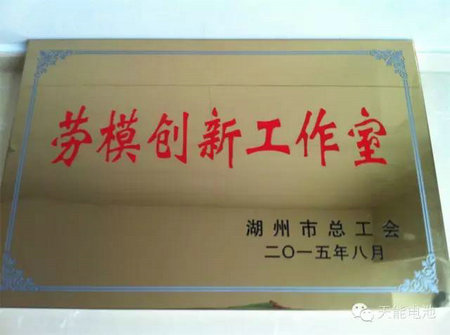 劳模创新工作室
湖州市总工会
二〇一五年八月
天能电池